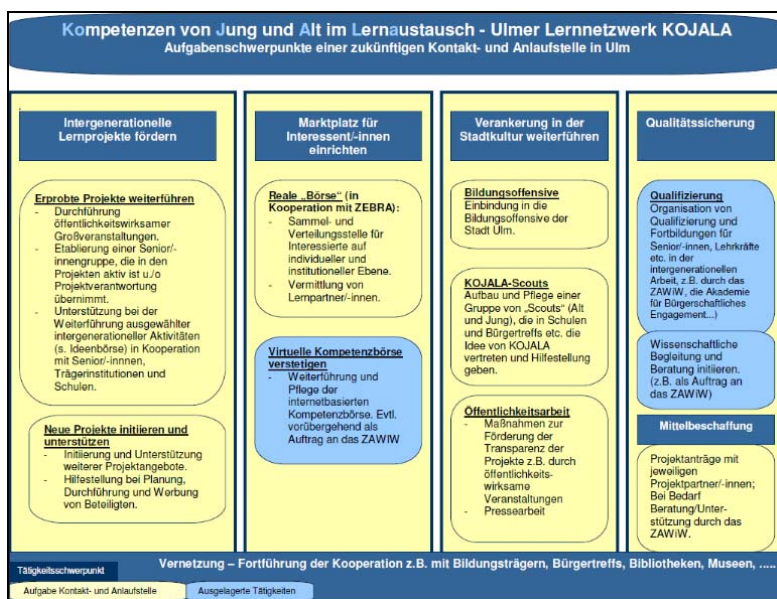 Kompetenzen von Jung und Alt im Lernaustausch - Ulmer Lernnetzwerk KOJALA
Aufgabenschwerpunkte einer zukünftigen Kontakt- und Anlaufstelle in Ulm
Intergenerationelle
Lernprojekte fördern
Erprobte Projekte weiterführen
- Durchführung
öffentlichkeitswirksamer
Großveranstaltungen.
- Etablierung einer Senior/-
innengruppe, die in den
Projekten aktiv ist u./o
Projektverantwortung
übernimmt.
- Unterstützung bei der
Weiterführung ausgewählter
intergenerationeller Aktivitäten
(s. Ideenbörse) in Kooperation
mit Senior/-innnen,
Trägerinstitutionen und
Schulen.
Neue Projekte initiieren und
unterstützen
- Initiierung und Unterstützung
weiterer Projektangebote.
- Hilfestellung bei Planung,
Durchführung und Werbung
von Beteiligten.
Marktplatz für
Interessent/-innen
einrichten
Reale „Börse" (in
Kooperation mit ZEBRA):
- Sammel- und
Verteilungsstelle für
Interessierte auf
individueller und
institutioneller Ebene.
- Vermittlung von
Lernpartner/-innen.
Virtuelle Kompetenzbörse
verstetigen
- Weiterführung und
Pflege der
internetbasierten
Kompetenzbörse. Evtl.
vorübergehend als
Auftrag an das ZAWIW
Verankerung in der
Stadtkultur weiterführen
Bildungsoffensive
Einbindung in die
Bildungsoffensive der
Stadt Ulm.
KOJALA-Scouts
Aufbau und Pflege einer
Gruppe von „Scouts" (Alt
und Jung), die in Schulen
und Bürgertreffs etc. die
Idee von KOJALA
vertreten und Hilfestellung
geben.
Öffentlichkeitsarbeit
- Maßnahmen zur
Förderung der
Transparenz der
Projekte z.B. durch
öffentlichkeits-
wirksame
Veranstaltungen
- Pressearbeit
Qualitätssicherung
Qualifizierung
Organisation von
Qualifizierung und
Fortbildungen für
Senior/-innen, Lehrkräfte
etc. in der
intergenerationellen
Arbeit, z.B. durch das
ZAWiW, die Akademie
für Bürgerschaftliches
Engagement...)
Wissenschaftliche
Begleitung und
Beratung initiieren.
(z.B. als Auftrag an
das ZAWiW)
Mittelbeschaffung
Projektanträge mit
jeweiligen
Projektpartner/-innen;
Bei Bedarf
Beratung/Unter-
stützung durch das
ZAWiW.
Vernetzung – Fortführung der Kooperation z.B. mit Bildungsträgern, Bürgertreffs, Bibliotheken, Museen, .....
Tätigkeitsschwerpunkt
Aufgabe Kontakt- und Anlaufstelle
Ausgelagerte Tätigkeiten